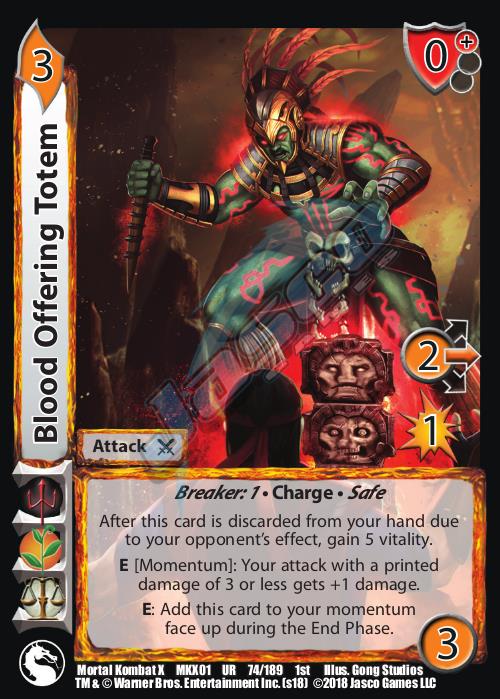 3
0
+
Blood Offering Totem
2
1
Attack
Breaker: 1 • Charge • Safe
After this card is discarded from your hand due
to your opponent's effect, gain 5 vitality.
E [Momentum]: Your attack with a printed
damage of 3 or less gets +1 damage.
E: Add this card to your momentum
face up during the End Phase.
3
Mortal Kombat X MKX01 UR 74/189 1st Illus. Gong Studios
TM & © Warner Bros. Entertainment Inc. (s18) ©2018 Jasco Games LLC